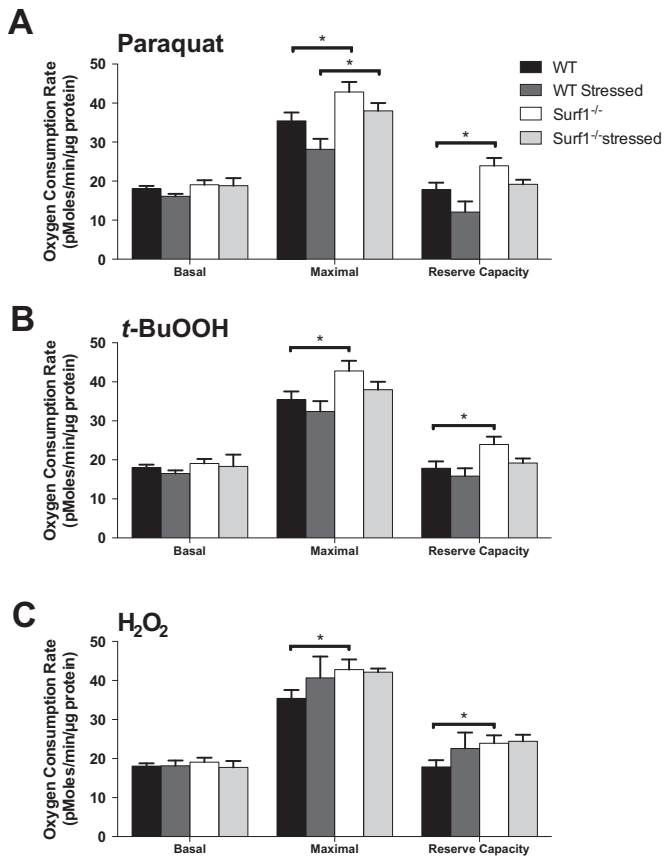 A
Paraquat
Oxygen Consumption Rate
(pMoles/min/µg protein)
50
40
30
20
10
0
*
*
*
Basal
Maximal
Reserve Capacity
WT
WT Stressed
Surf1-/-
Surf1-/-stressed
B
t-BuOOH
Oxygen Consumption Rate
(pMoles/min/µg protein)
50
40
30
20
10
0
*
*
Basal
Maximal
Reserve Capacity
C
H2O2
Oxygen Consumption Rate
(pMoles/min/µg protein)
50
40
30
20
10
0
*
*
Basal
Maximal
Reserve Capacity